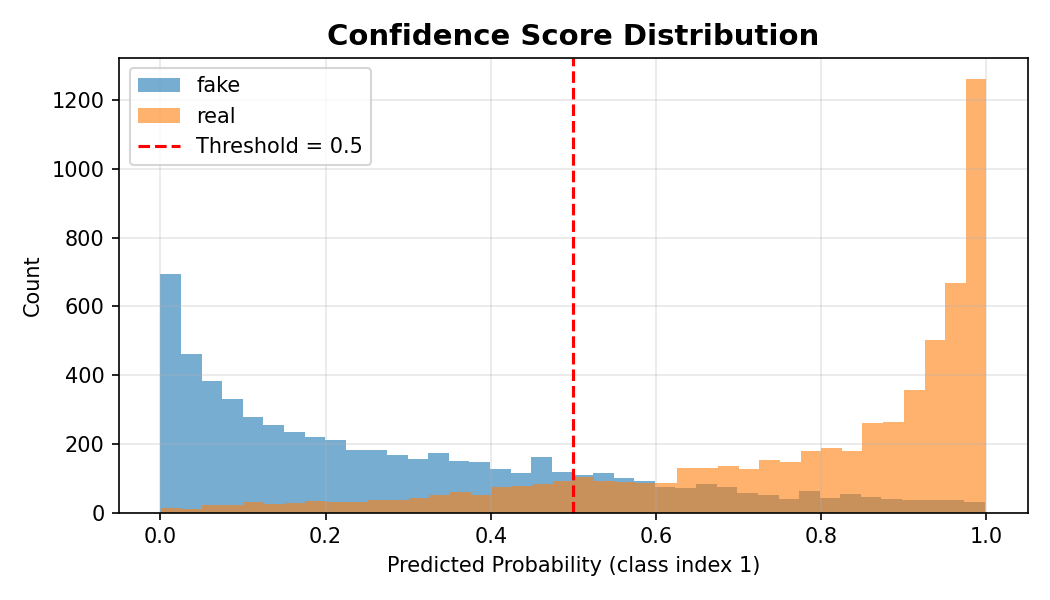 Confidence Score Distribution
fake
real
Threshold = 0.5
Count
1200
1000
800
600
400
200
0
0.0 0.2 0.4 0.6 0.8 1.0
Predicted Probability (class index 1)